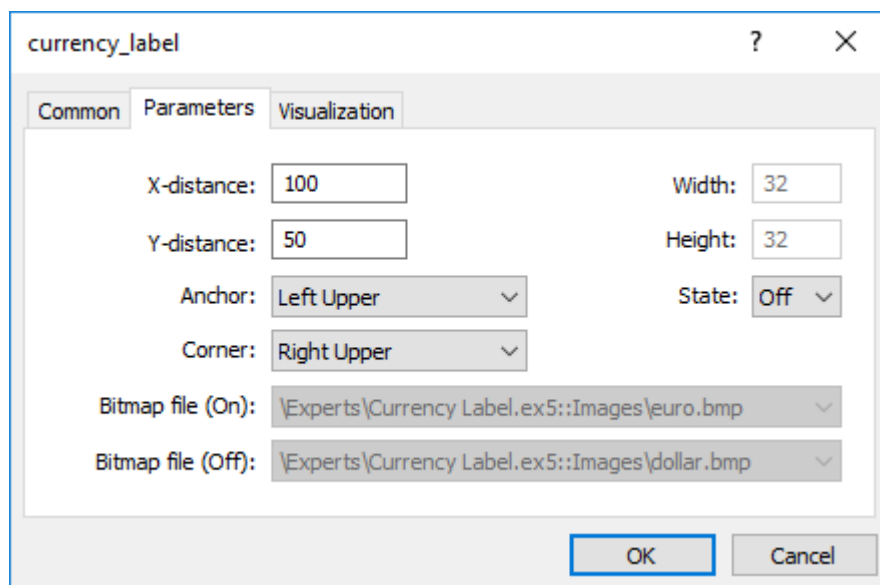 currency_label ?
Common Parameters Visualization
X-distance: 100 Width: 32
Y-distance: 50 Height: 32
Anchor: Left Upper State: Off
Corner: Right Upper
Bitmap file (On): \Experts\Currency Label.ex5::Images\euro.bmp
Bitmap file (Off): \Experts\Currency Label.ex5::Images\dollar.bmp
OK Cancel